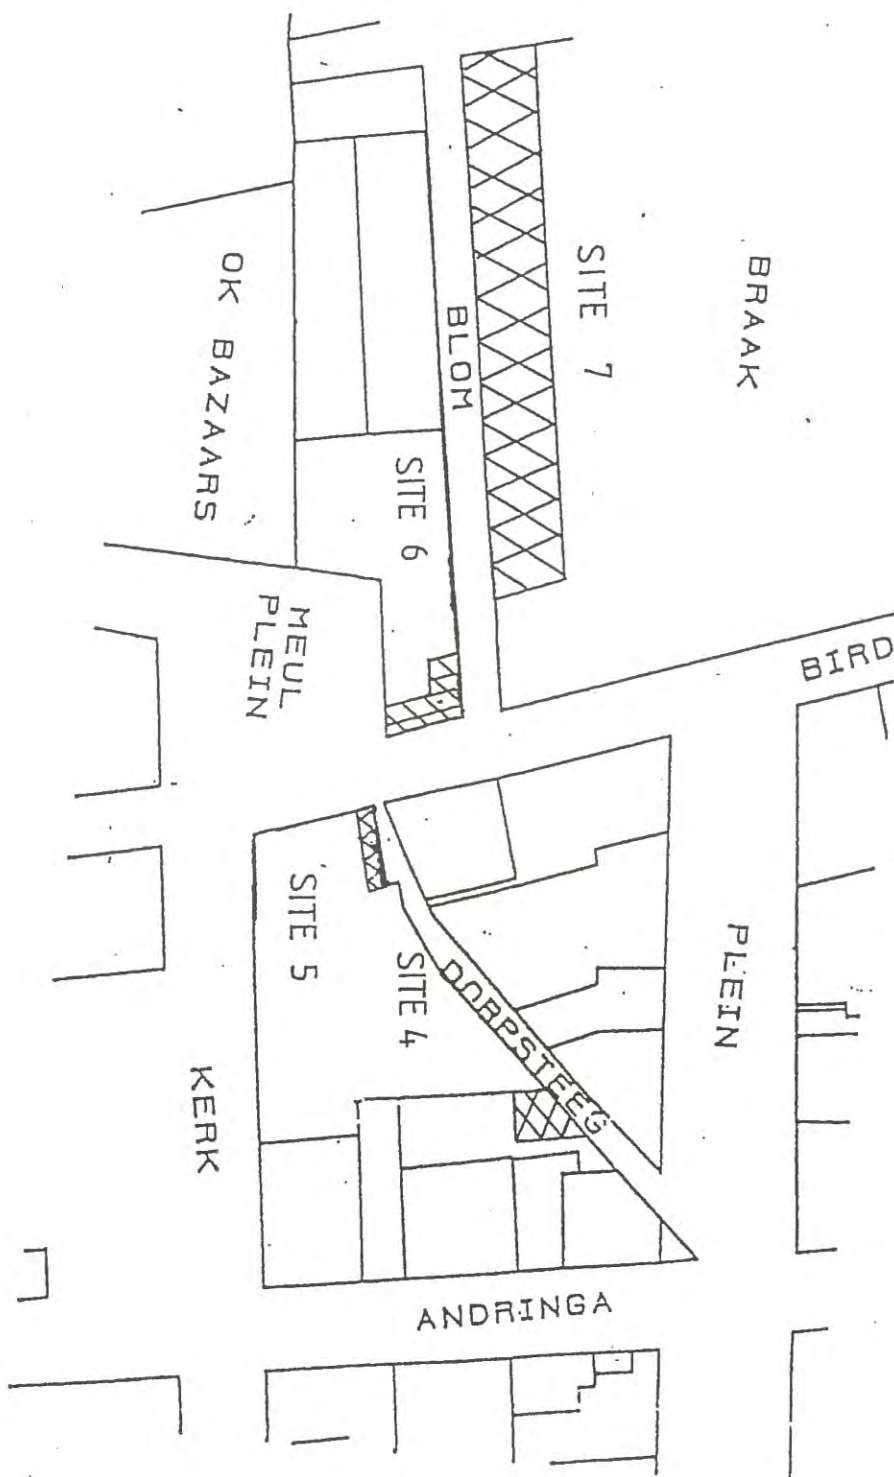 BRAAK
SITE 7
BLOM
OK BAZAARS
SITE 6
MEUL
PLEIN
BIRD
SITE 5
SITE 4
DORPSTEEG
PLEIN
KERK
ANDRINGA